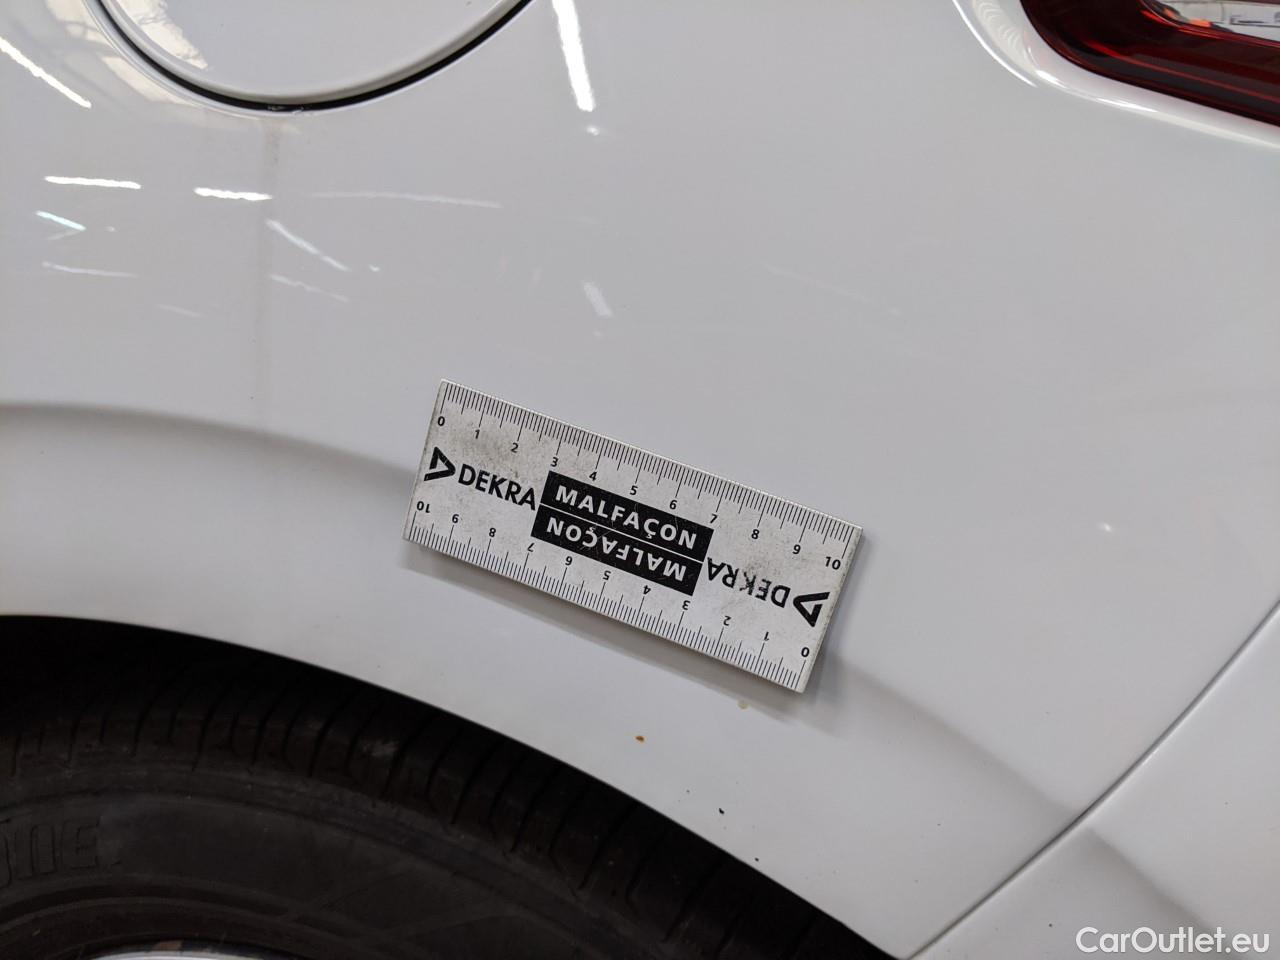 0 1 2 3 4 5 6 7 8 9 10
DEKRA MALFAÇON
MALFAÇON DEKRA
10 9 8 7 6 5 4 3 2 1 0
CarOutlet.eu